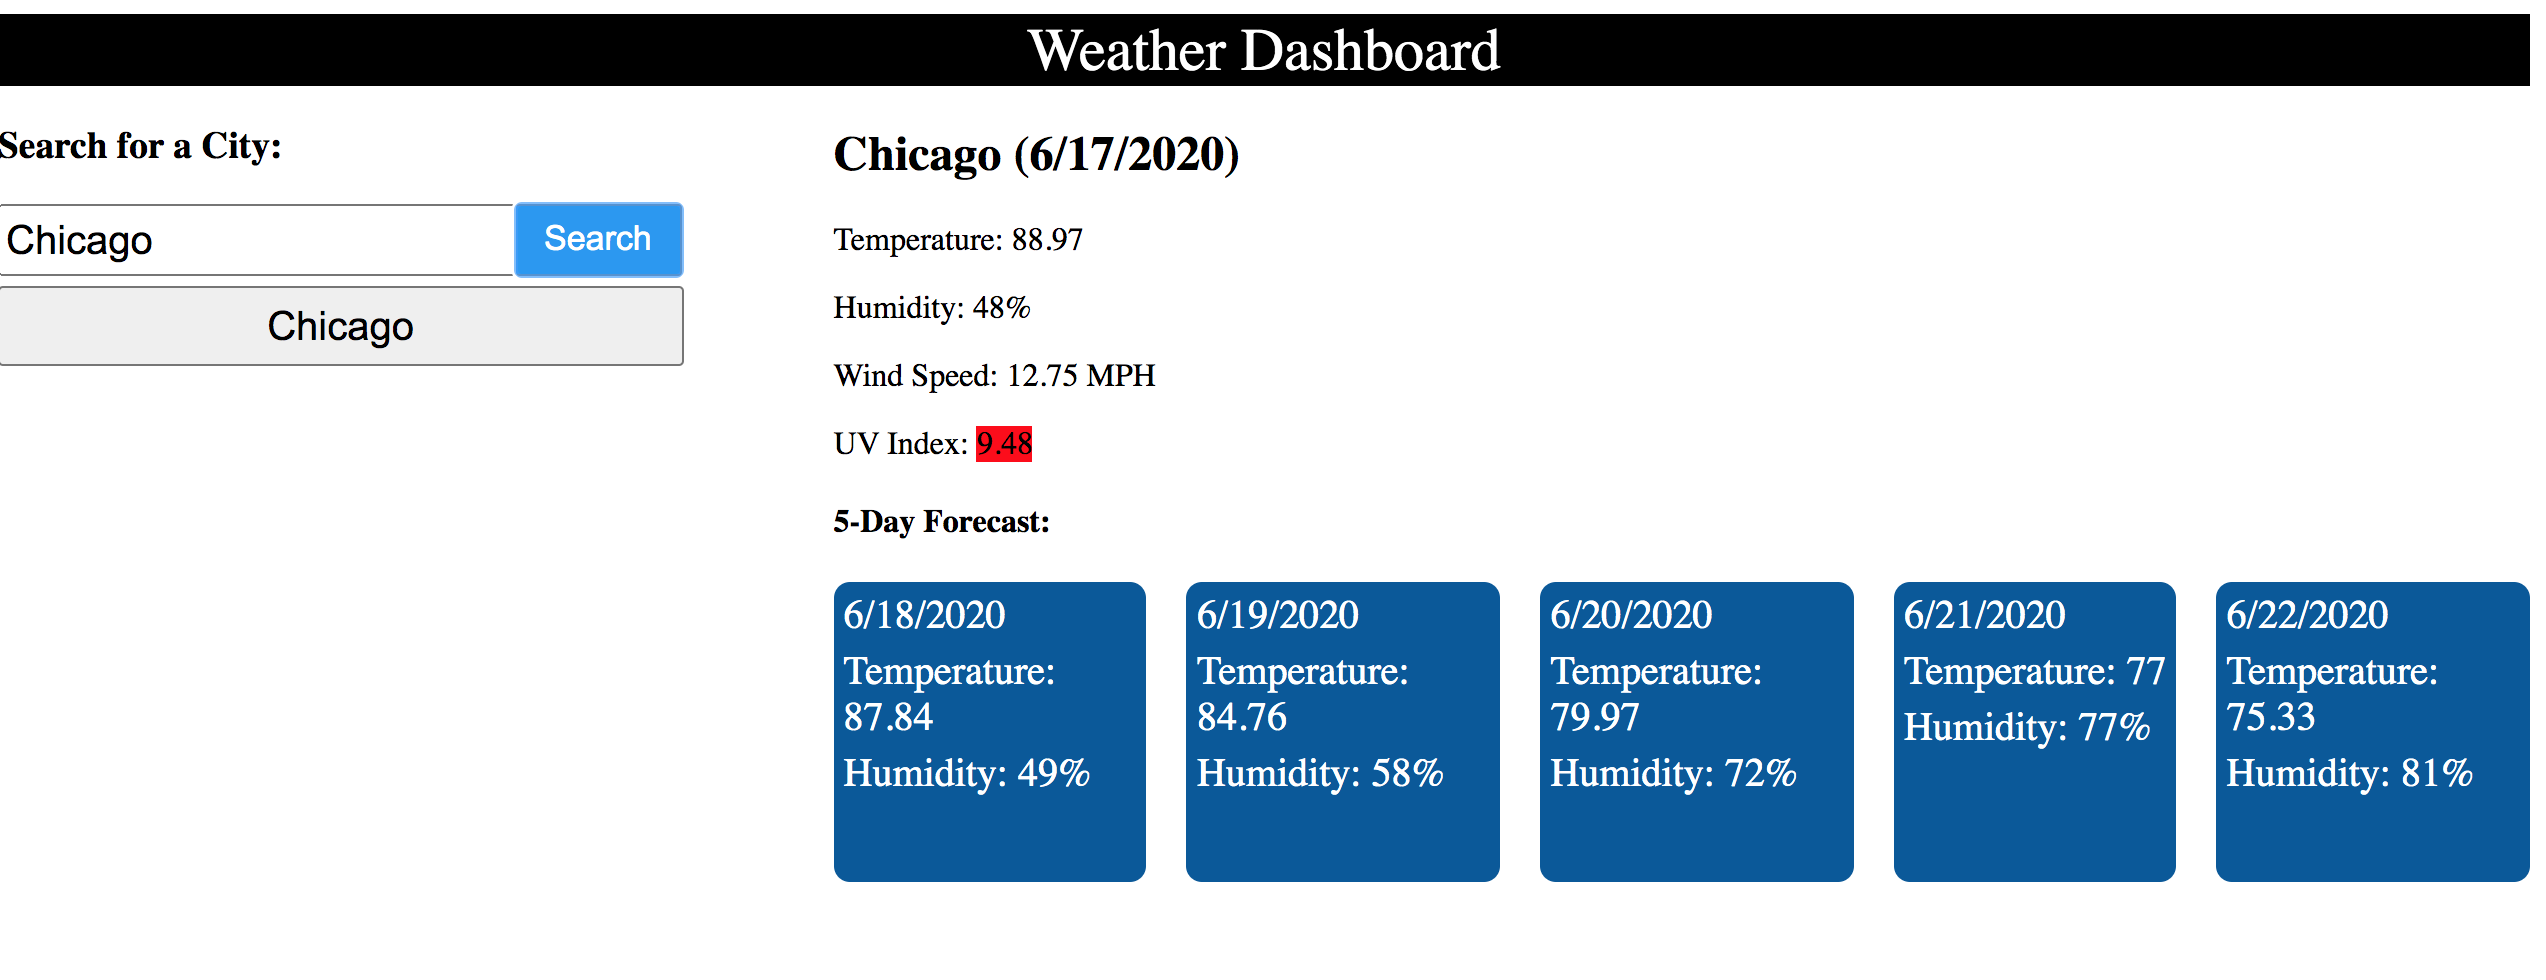 Weather Dashboard
Search for a City:
Chicago
Search
Chicago
Chicago (6/17/2020)
Temperature: 88.97
Humidity: 48%
Wind Speed: 12.75 MPH
UV Index: 9.48
5-Day Forecast:
6/18/2020
Temperature:
87.84
Humidity: 49%
6/19/2020
Temperature:
84.76
Humidity: 58%
6/20/2020
Temperature:
79.97
Humidity: 72%
6/21/2020
Temperature: 77
Humidity: 77%
6/22/2020
Temperature:
75.33
Humidity: 81%